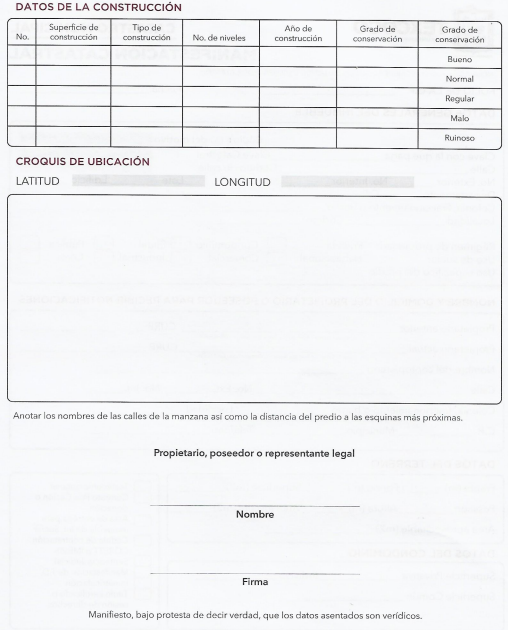 DATOS DE LA CONSTRUCCIÓN
No. Superficie de construcción Tipo de construcción No. de niveles Año de construcción Grado de conservación Grado de conservación
Bueno
Normal
Regular
Malo
Ruinoso
CROQUIS DE UBICACIÓN
LATITUD LONGITUD
Anotar los nombres de las calles de la manzana así como la distancia del predio a las esquinas más próximas.
Propietario, poseedor o representante legal
Nombre
Firma
Manifiesto, bajo protesta de decir verdad, que los datos asentados son verídicos.